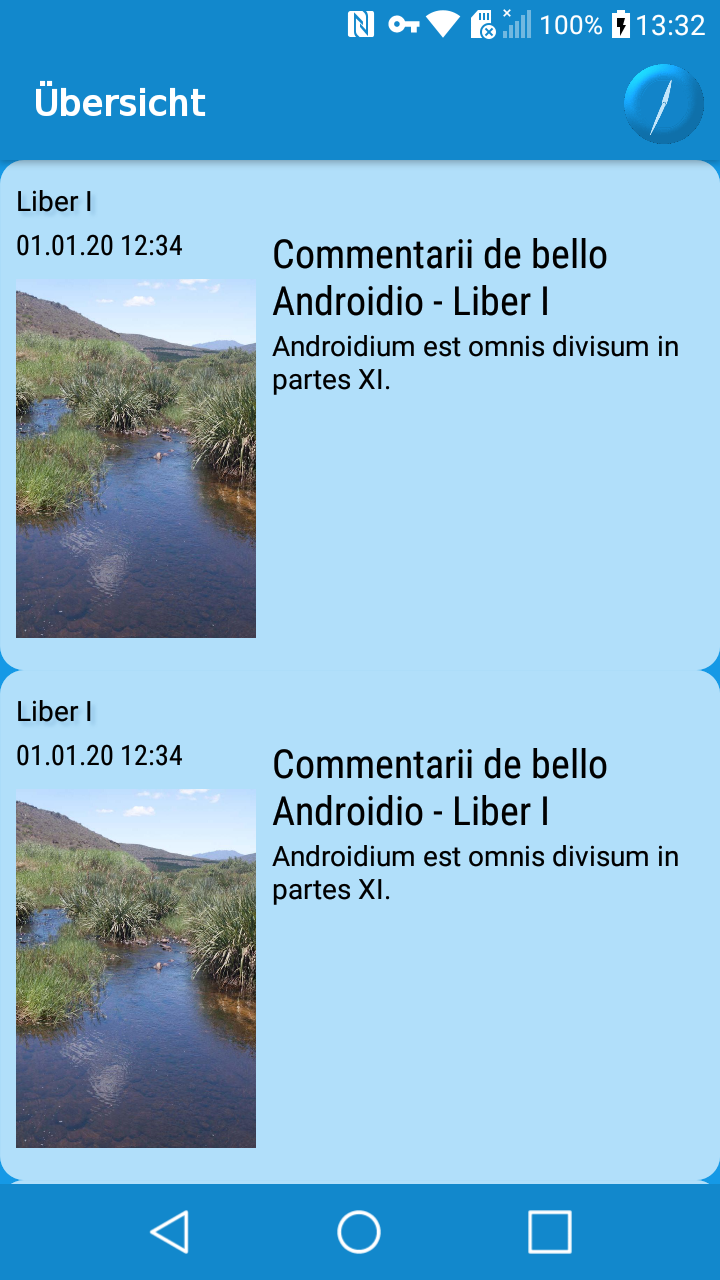 100% 13:32
Übersicht
Liber I
01.01.20 12:34
Commentarii de bello
Androidio - Liber I
Androidium est omnis divisum in
partes XI.
Liber I
01.01.20 12:34
Commentarii de bello
Androidio - Liber I
Androidium est omnis divisum in
partes XI.